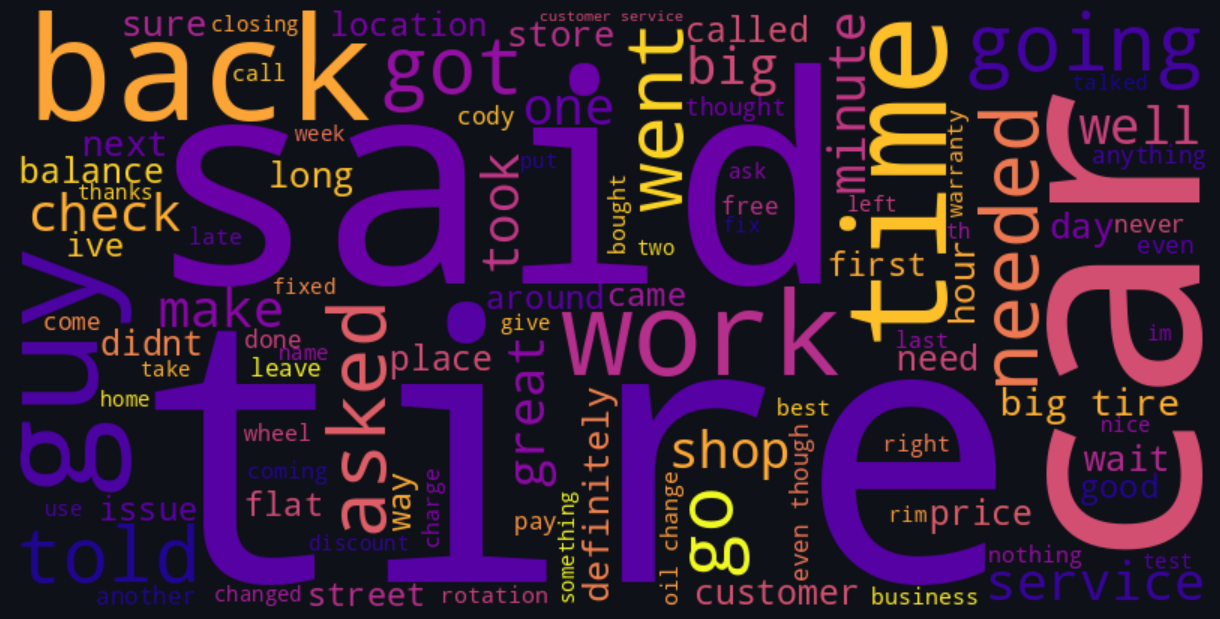 customer service
sure
closing
location
store
called
back
call
got
big
going
talked
went
minute
time
cody
one
thought
week
next
said
well
anything
balance
long
took
put
ask
warranty
thanks
bought
free
left
needed
check
fix
th
day
never
ive
late
two
even
first
hour
fixed
around
came
make
guy
come
give
work
im
didnt
done
name
place
last
need
take
leave
asked
great
car
home
tire
best
big tire
definitely
nice
wheel
shop
right
wait
coming
way
charge
even though
good
flat
go
use
issue
pay
something
oil change
rim
price
told
discount
nothing
test
another
changed
street
rotation
customer
business
service